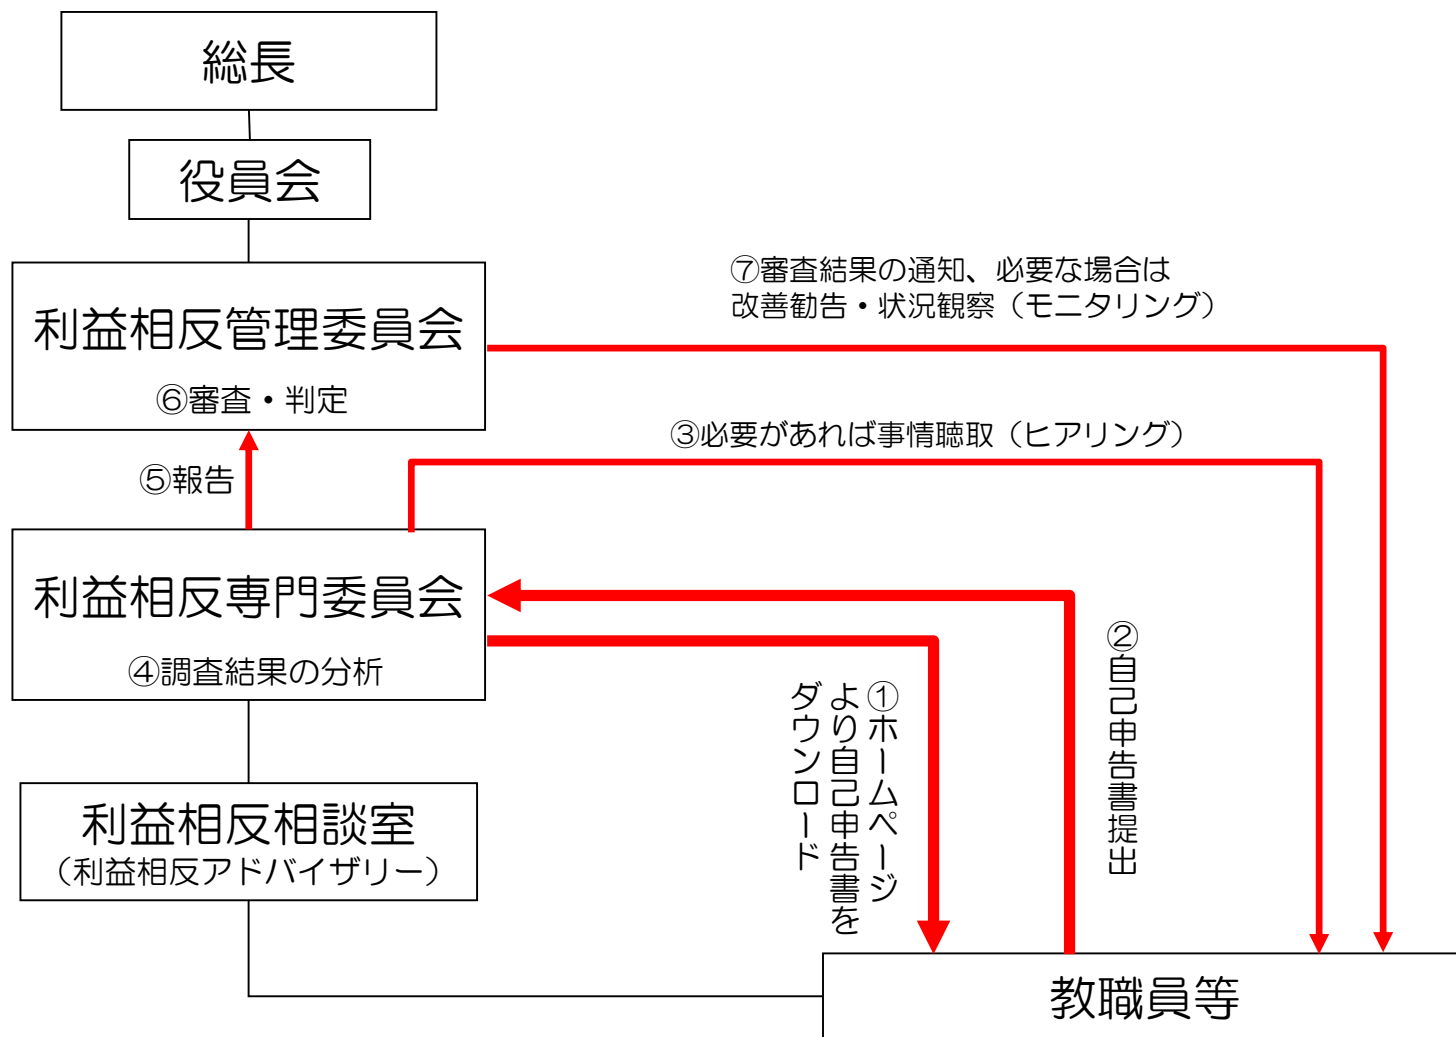 総長
役員会
利益相反管理委員会
⑥審査・判定
⑦審査結果の通知、必要な場合は
改善勧告・状況観察（モニタリング）
③必要があれば事情聴取（ヒアリング）
⑤報告
利益相反専門委員会
④調査結果の分析
①ホームページ
より自己申告書を
ダウンロード
②自己申告書提出
利益相反相談室
（利益相反アドバイザリー）
教職員等